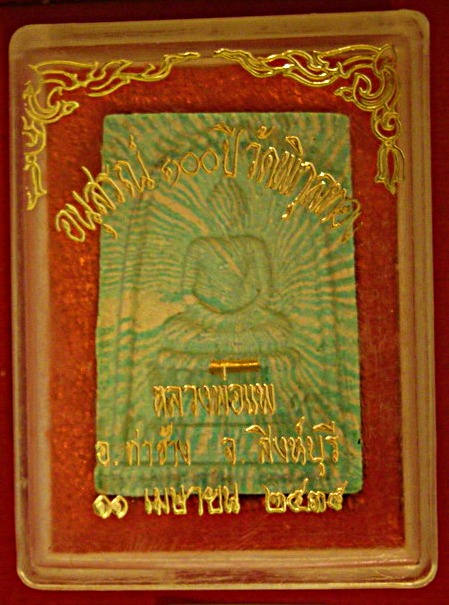 อนุสรณ์ ๑๐๐ ปี วัดพิกุลทอง
หลวงพ่อแพ
อ. ท่าช้าง จ. สิงห์บุรี
๑๑ เมษายน ๒๔๓๘